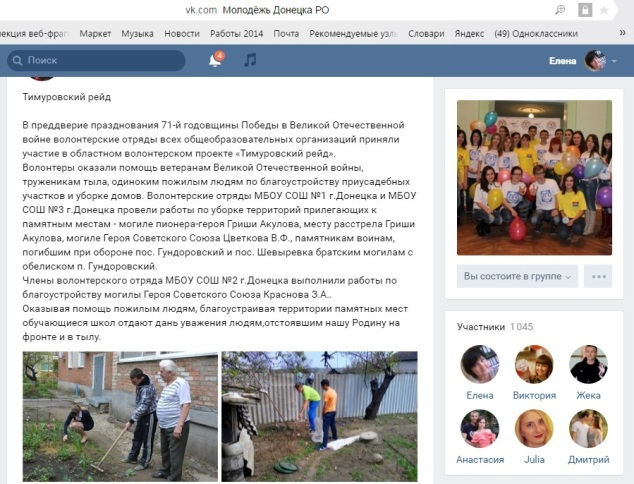 vk.com Молодёжь Донецка РО
Маркет Музыка Новости Работы 2014 Почта Рекомендуемые Словари Яндекс (49) Одноклассники »
Поиск
4
Елена
Тимуровский рейд
В преддверие празднования 71-й годовщины Победы в Великой Отечественной
войне волонтерские отряды всех общеобразовательных организаций приняли
участие в областном волонтерском проекте «Тимуровский рейд».
Волонтеры оказали помощь ветеранам Великой Отечественной войны,
труженикам тыла, одиноким пожилым людям по благоустройству приусадебных
участков и уборке домов. Волонтерские отряды МБОУ СОШ №1 г.Донецка и МБОУ
СОШ №3 г.Донецка провели работы по уборке территорий прилегающих к
памятным местам - могиле пионера-героя Гриши Акулова, месту расстрела Гриши
Акулова, могиле Героя Советского Союза Цветкова В.Ф., памятникам воинам,
погибшим при обороне пос. Гундоровский и пос. Шевыревка братским могилам с
обелиском п. Гундоровский.
Члены волонтерского отряда МБОУ СОШ №2 г.Донецка выполнили работы по
благоустройству могилы Героя Советского Союза Краснова З.А..
Оказывая помощь пожилым людям, благоустраивая территории памятных мест
обучающиеся школ отдают дань уважения людям,отстоявшим нашу Родину на
фронте и в тылу.
Вы состоите в группе
Участники 1 045
Елена Виктория Жека
Анастасия Julia Дмитрий